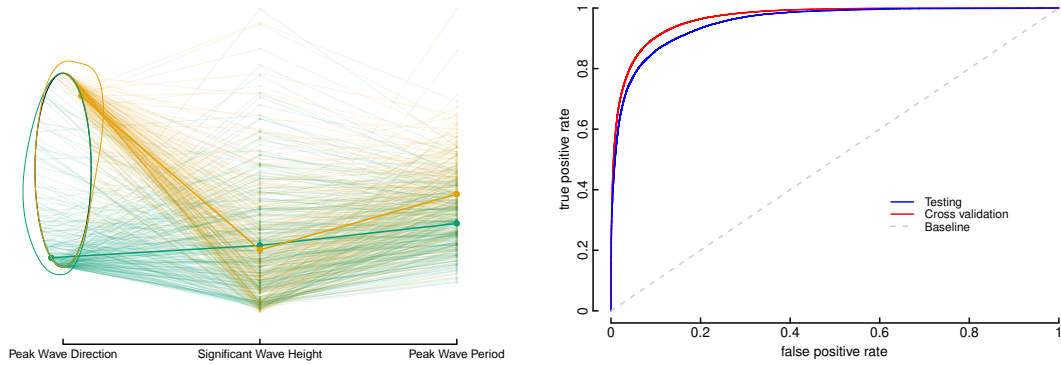 Peak Wave Direction
Significant Wave Height
Peak Wave Period
true positive rate
0
0.2
0.4
0.6
0.8
1
Testing
Cross validation
Baseline
0
0.2
0.4
0.6
0.8
1
false positive rate